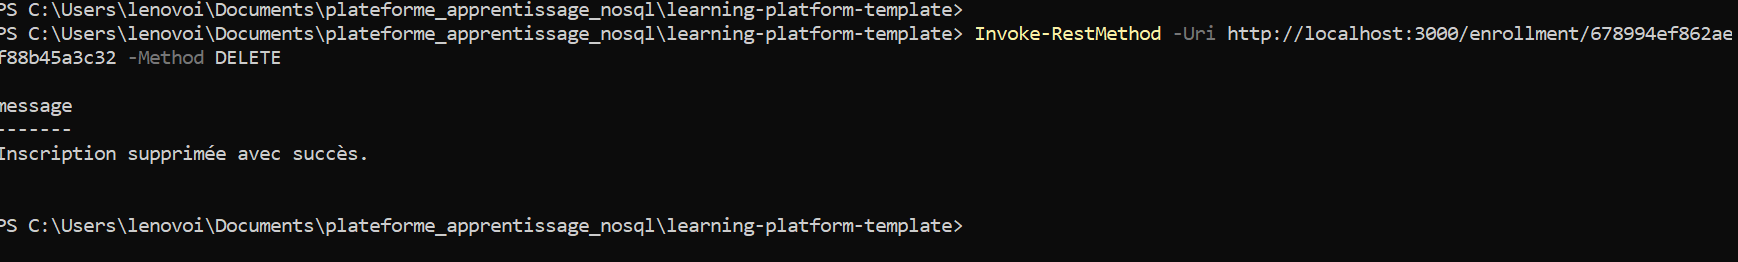 PS C:\Users\lenovoi\Documents\plateforme_apprentissage_nosql\learning-platform-template>
PS C:\Users\lenovoi\Documents\plateforme_apprentissage_nosql\learning-platform-template> Invoke-RestMethod -Uri http://localhost:3000/enrollment/678994ef862ae
f88b45a3c32 -Method DELETE
message
-------
Inscription supprimée avec succès.
PS C:\Users\lenovoi\Documents\plateforme_apprentissage_nosql\learning-platform-template>